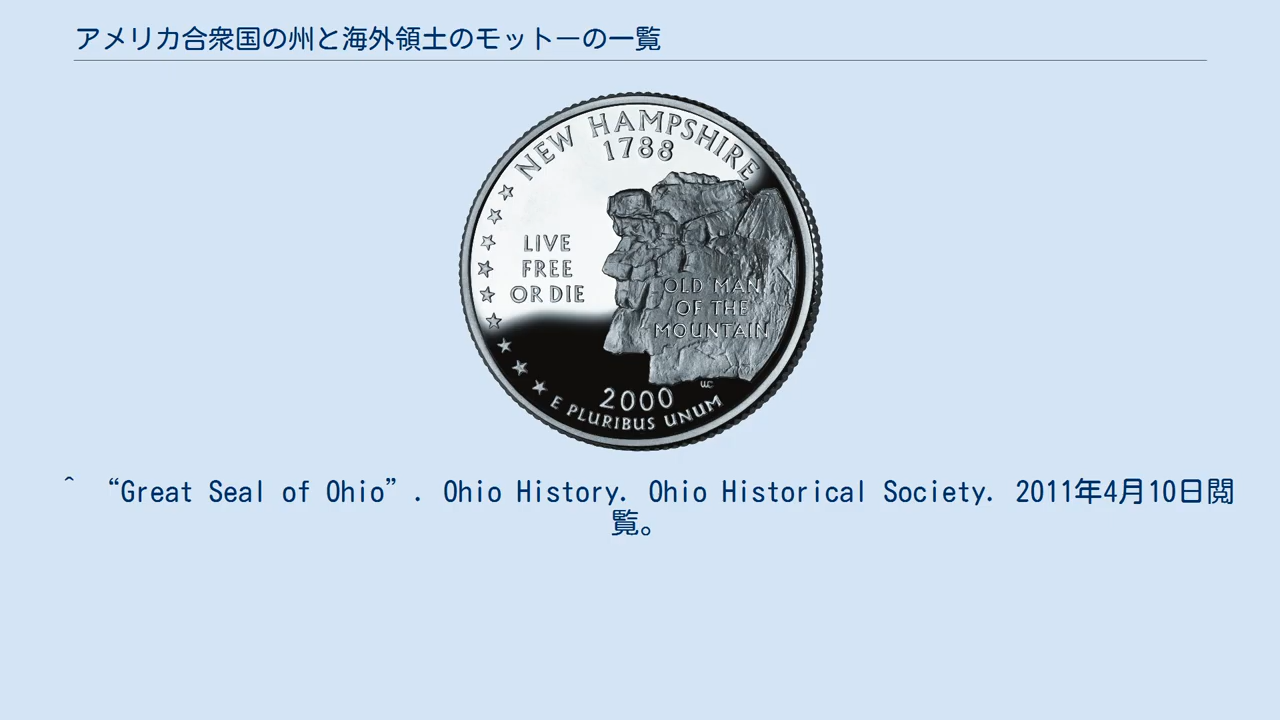 アメリカ合衆国の州と海外領土のモットーの一覧
NEW HAMPSHIRE
1788
LIVE
FREE
OR DIE
OLD MAN
OF THE
MOUNTAIN
UC
2000
E PLURIBUS UNUM
^ “Great Seal of Ohio”. Ohio History. Ohio Historical Society. 2011年4月10日閲
覧。